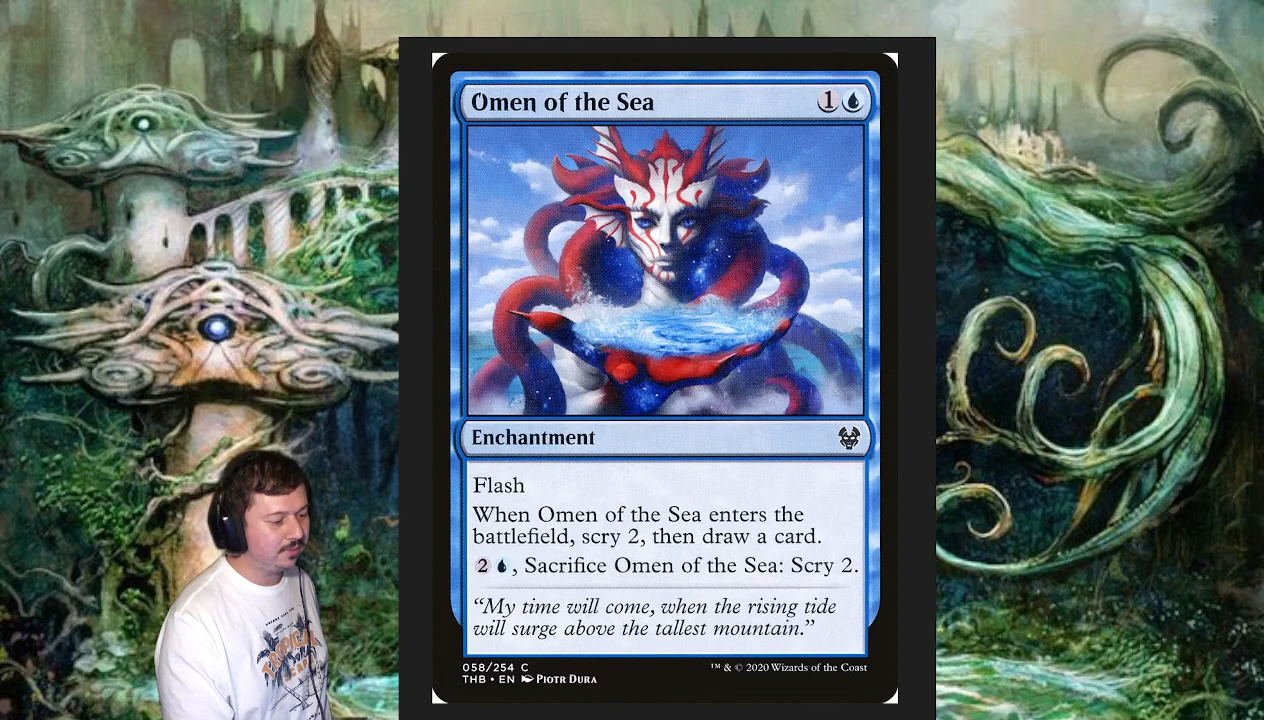 Omen of the Sea 1
Enchantment
Flash
When Omen of the Sea enters the
battlefield, scry 2, then draw a card.
2 , Sacrifice Omen of the Sea: Scry 2.
“My time will come, when the rising tide
will surge above the tallest mountain.”
058/254 C
™ & © 2020 Wizards of the Coast
THB • EN Piotr Dura